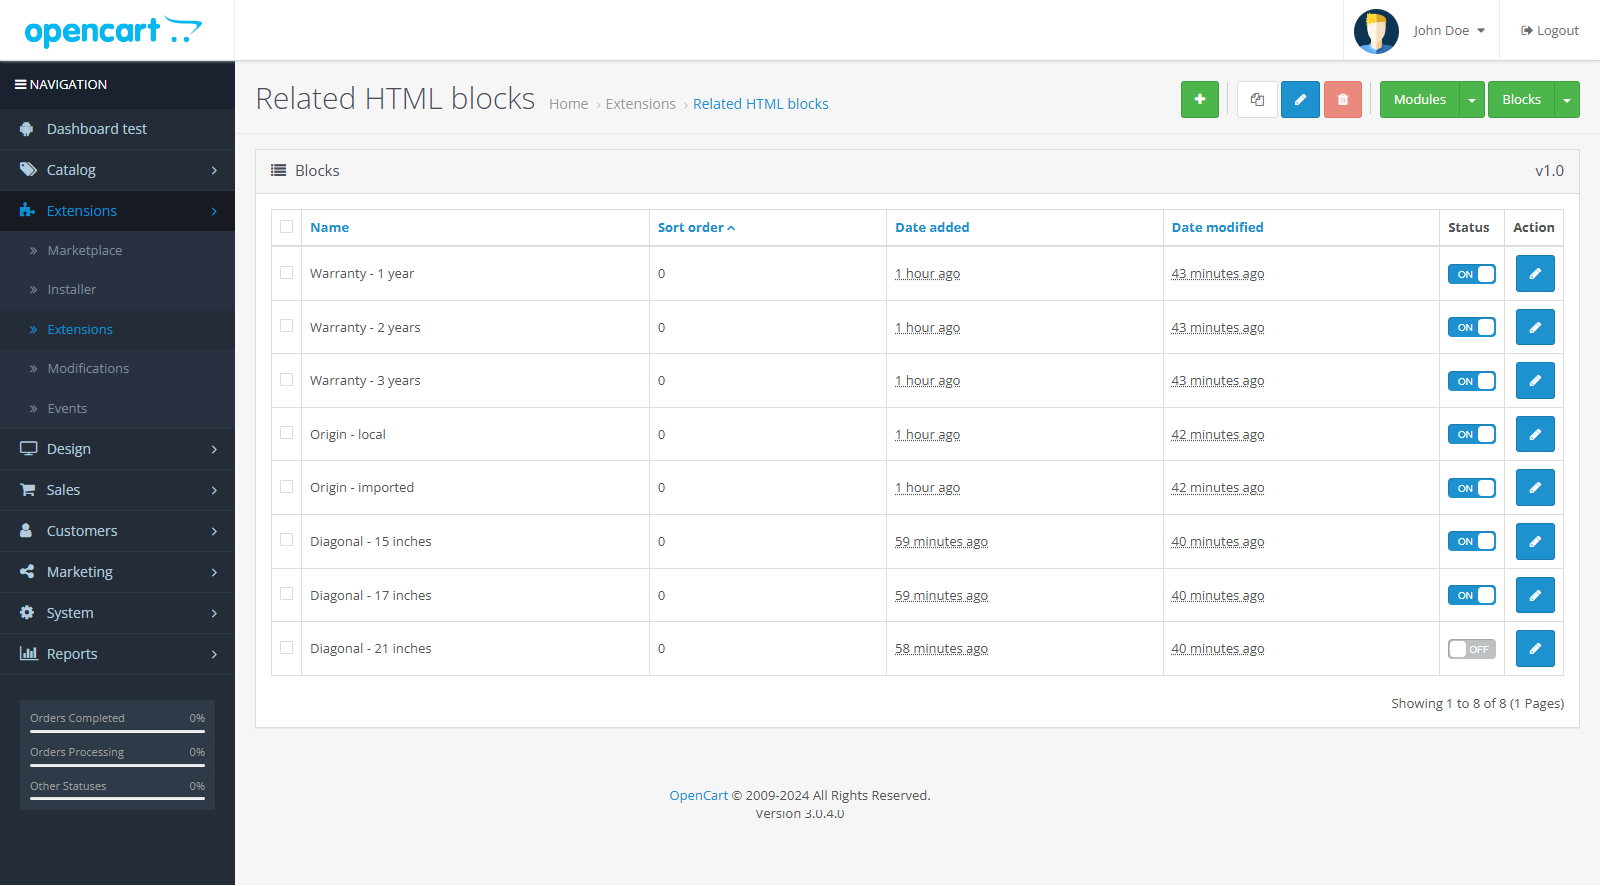 opencart
John Doe
Logout
NAVIGATION
Dashboard test
Catalog
Extensions
Marketplace
Installer
Extensions
Modifications
Events
Design
Sales
Customers
Marketing
System
Reports
Orders Completed 0%
Orders Processing 0%
Other Statuses 0%
Related HTML blocks
Home › Extensions › Related HTML blocks
Modules
Blocks
Blocks
v1.0
Name Sort order Date added Date modified Status Action
Warranty - 1 year 0 1 hour ago 43 minutes ago ON
Warranty - 2 years 0 1 hour ago 43 minutes ago ON
Warranty - 3 years 0 1 hour ago 43 minutes ago ON
Origin - local 0 1 hour ago 42 minutes ago ON
Origin - imported 0 1 hour ago 42 minutes ago ON
Diagonal - 15 inches 0 59 minutes ago 40 minutes ago ON
Diagonal - 17 inches 0 59 minutes ago 40 minutes ago ON
Diagonal - 21 inches 0 58 minutes ago 40 minutes ago OFF
Showing 1 to 8 of 8 (1 Pages)
OpenCart © 2009-2024 All Rights Reserved.
Version 3.0.4.0